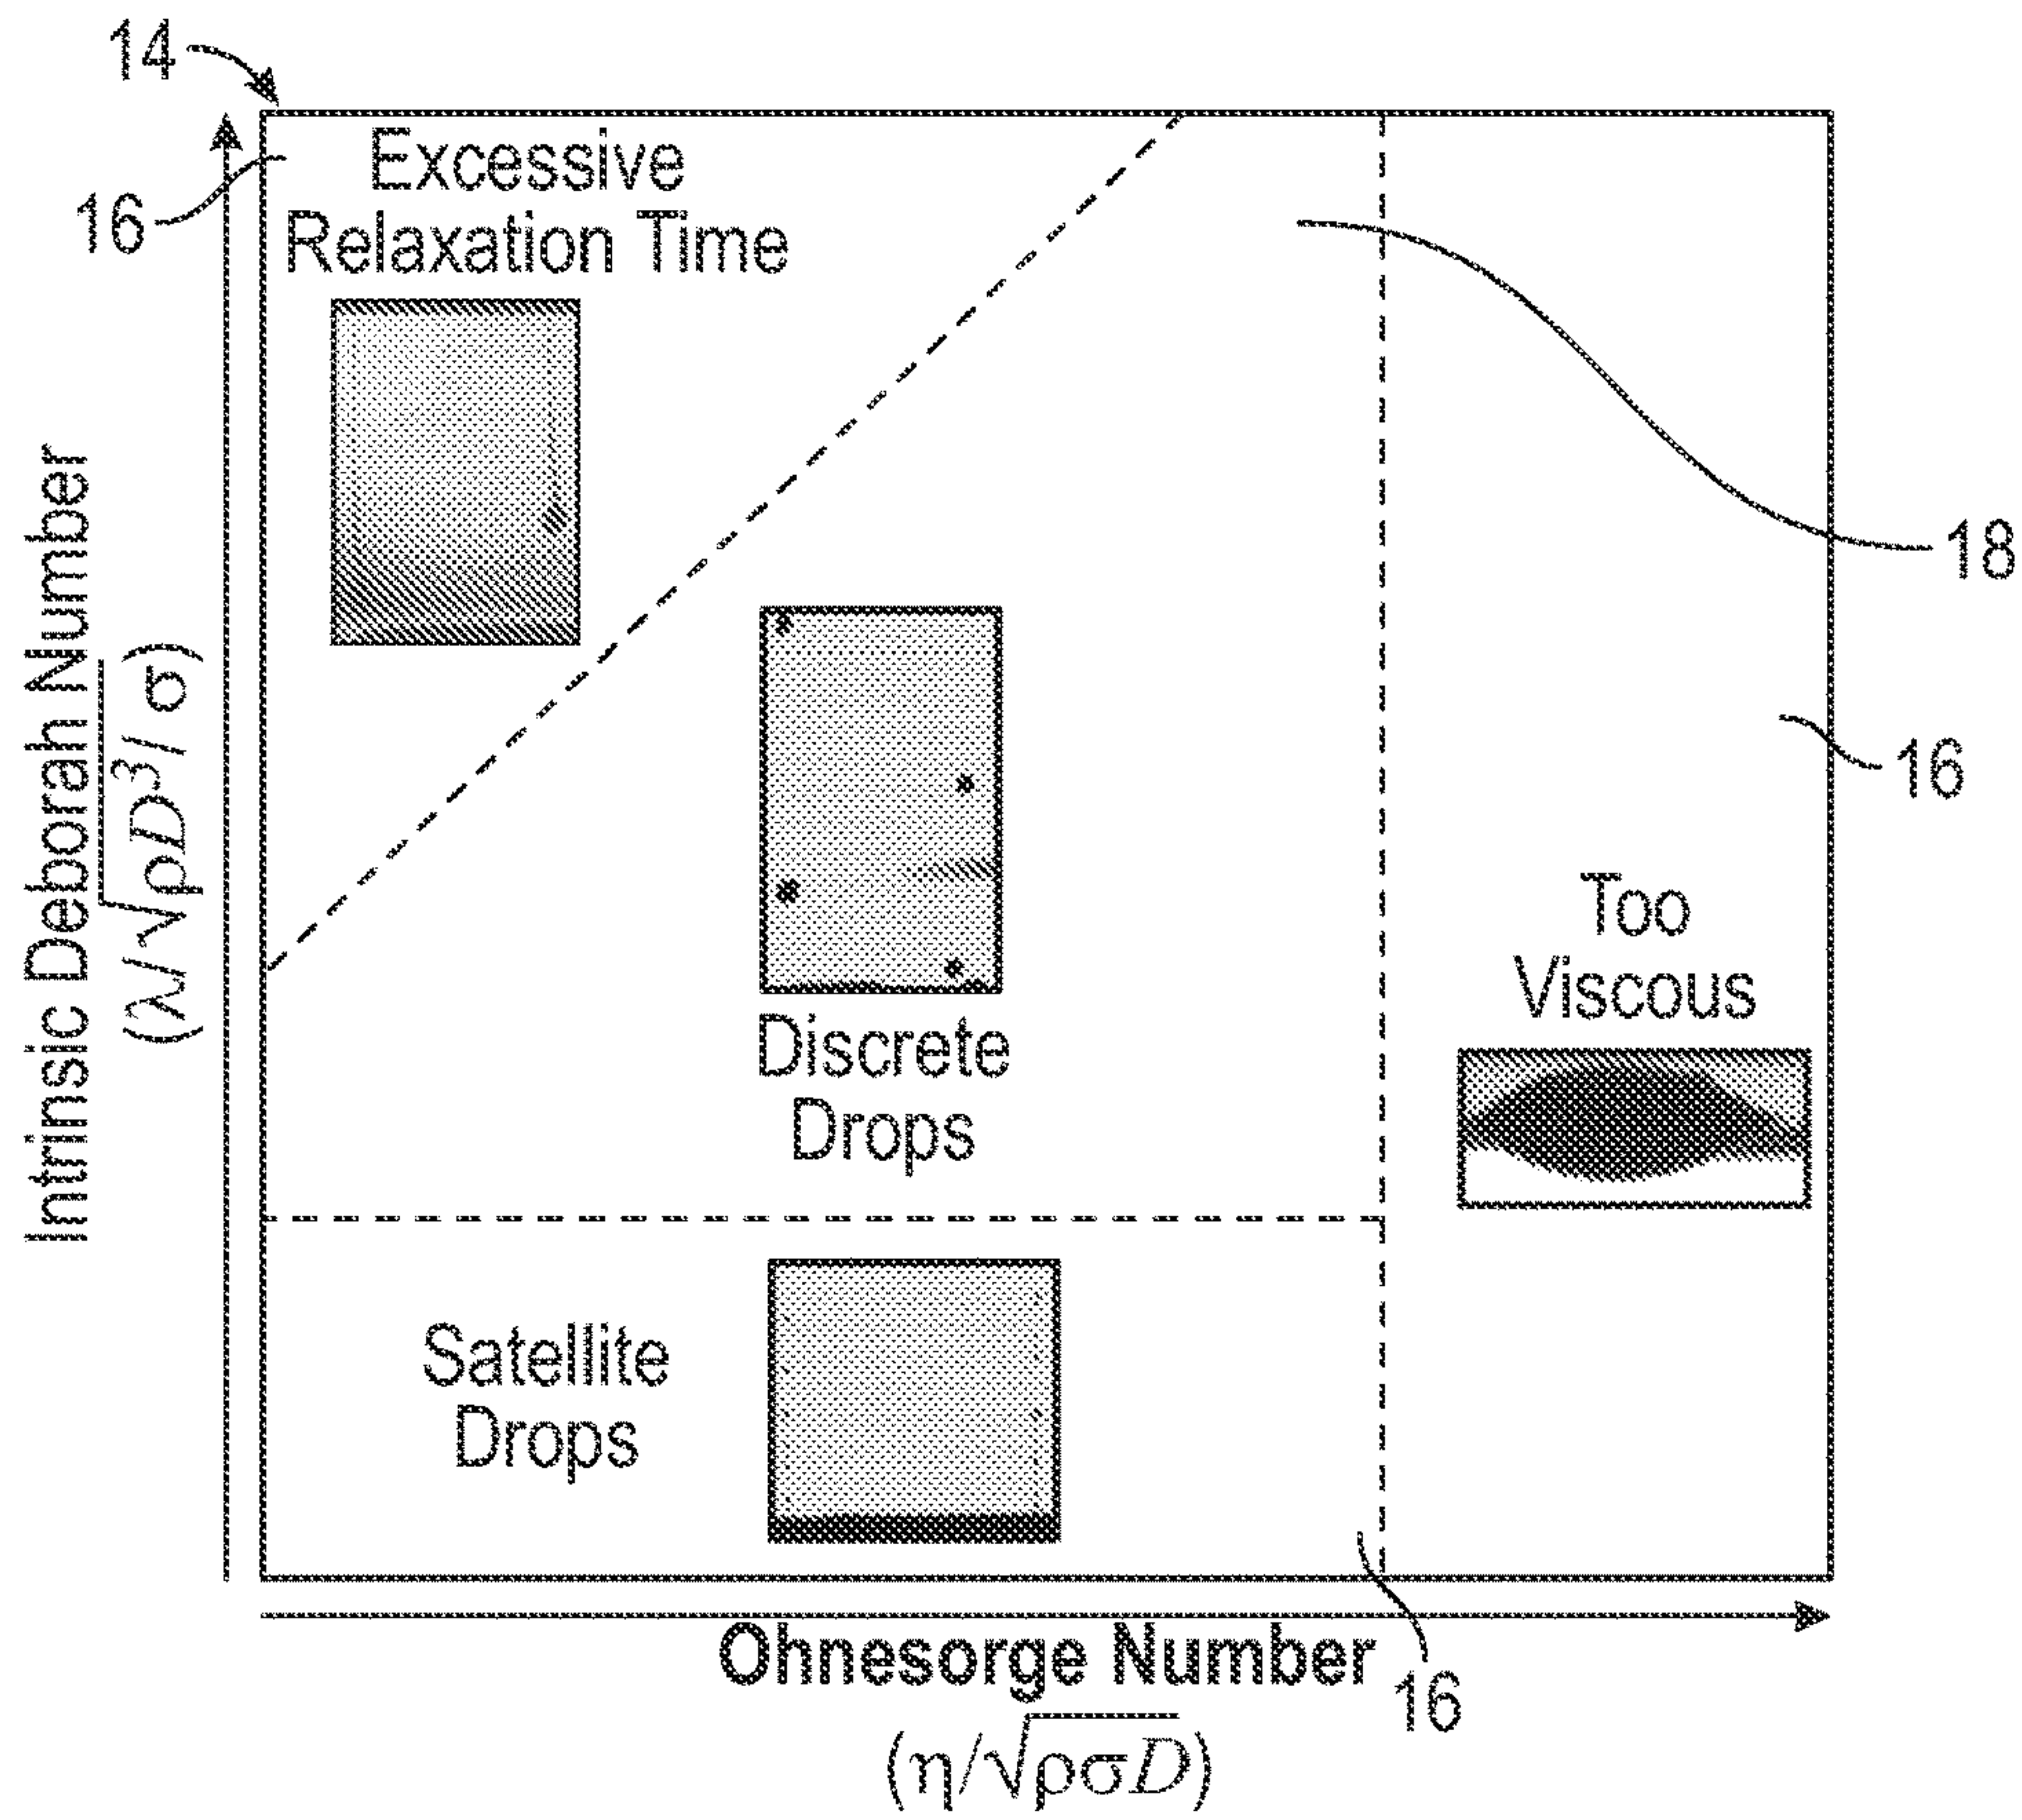 14
16
Excessive
Relaxation Time
18
16
Too
Viscous
Discrete
Drops
Satellite
Drops
Intrinsic Deborah Number
(λ/√ρD³/ σ)
Ohnesorge Number
16
(η/√ρσD)